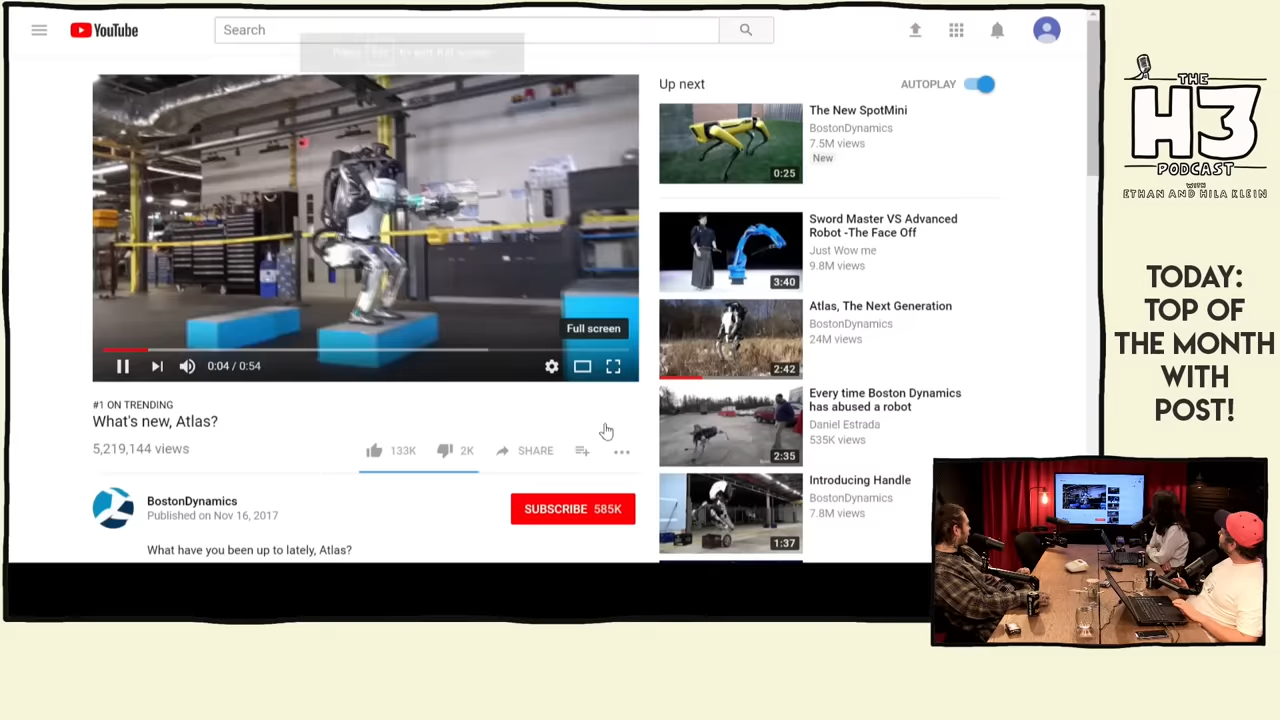 YouTube
Search
Full screen
0:04 / 0:54
#1 ON TRENDING
What's new, Atlas?
5,219,144 views
133K
2K
SHARE
BostonDynamics
Published on Nov 16, 2017
SUBSCRIBE 585K
What have you been up to lately, Atlas?
Up next
AUTOPLAY
The New SpotMini
BostonDynamics
7.5M views
New
0:25
Sword Master VS Advanced
Robot -The Face Off
Just Wow me
9.8M views
3:40
Atlas, The Next Generation
BostonDynamics
24M views
2:42
Every time Boston Dynamics
has abused a robot
Daniel Estrada
535K views
2:35
Introducing Handle
BostonDynamics
7.8M views
1:37
THE
H3
PODCAST
WITH
ETHAN AND HILA KLEIN
TODAY:
TOP OF
THE MONTH
WITH
POST!